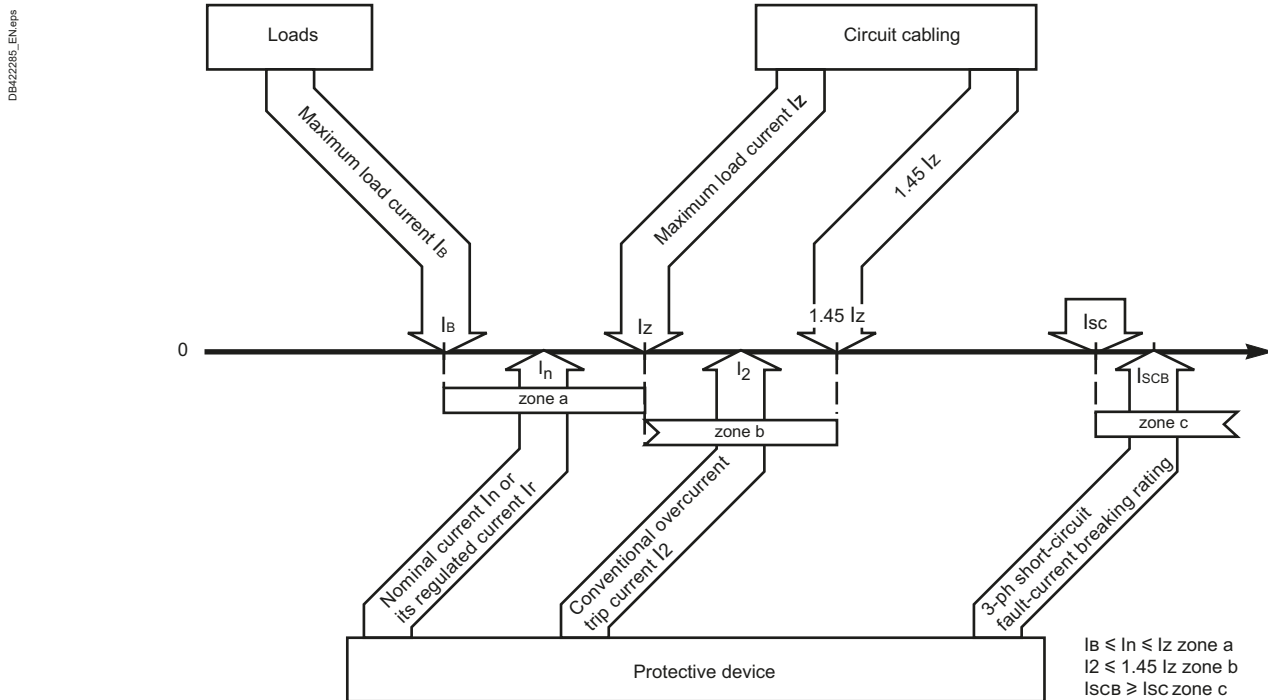 DB422285_EN.eps
Loads
Circuit cabling
Maximum load current IB
Maximum load current Iz
1.45 Iz
IB
Iz
1.45 Iz
Isc
0
In
I2
ISCB
zone a
zone b
zone c
Nominal current In or
its regulated current Ir
Conventional overcurrent
trip current I2
3-ph short-circuit
fault-current breaking rating
Protective device
IB ⩽ In ⩽ Iz zone a
I2 ⩽ 1.45 Iz zone b
ISCB ⩾ ISC zone c